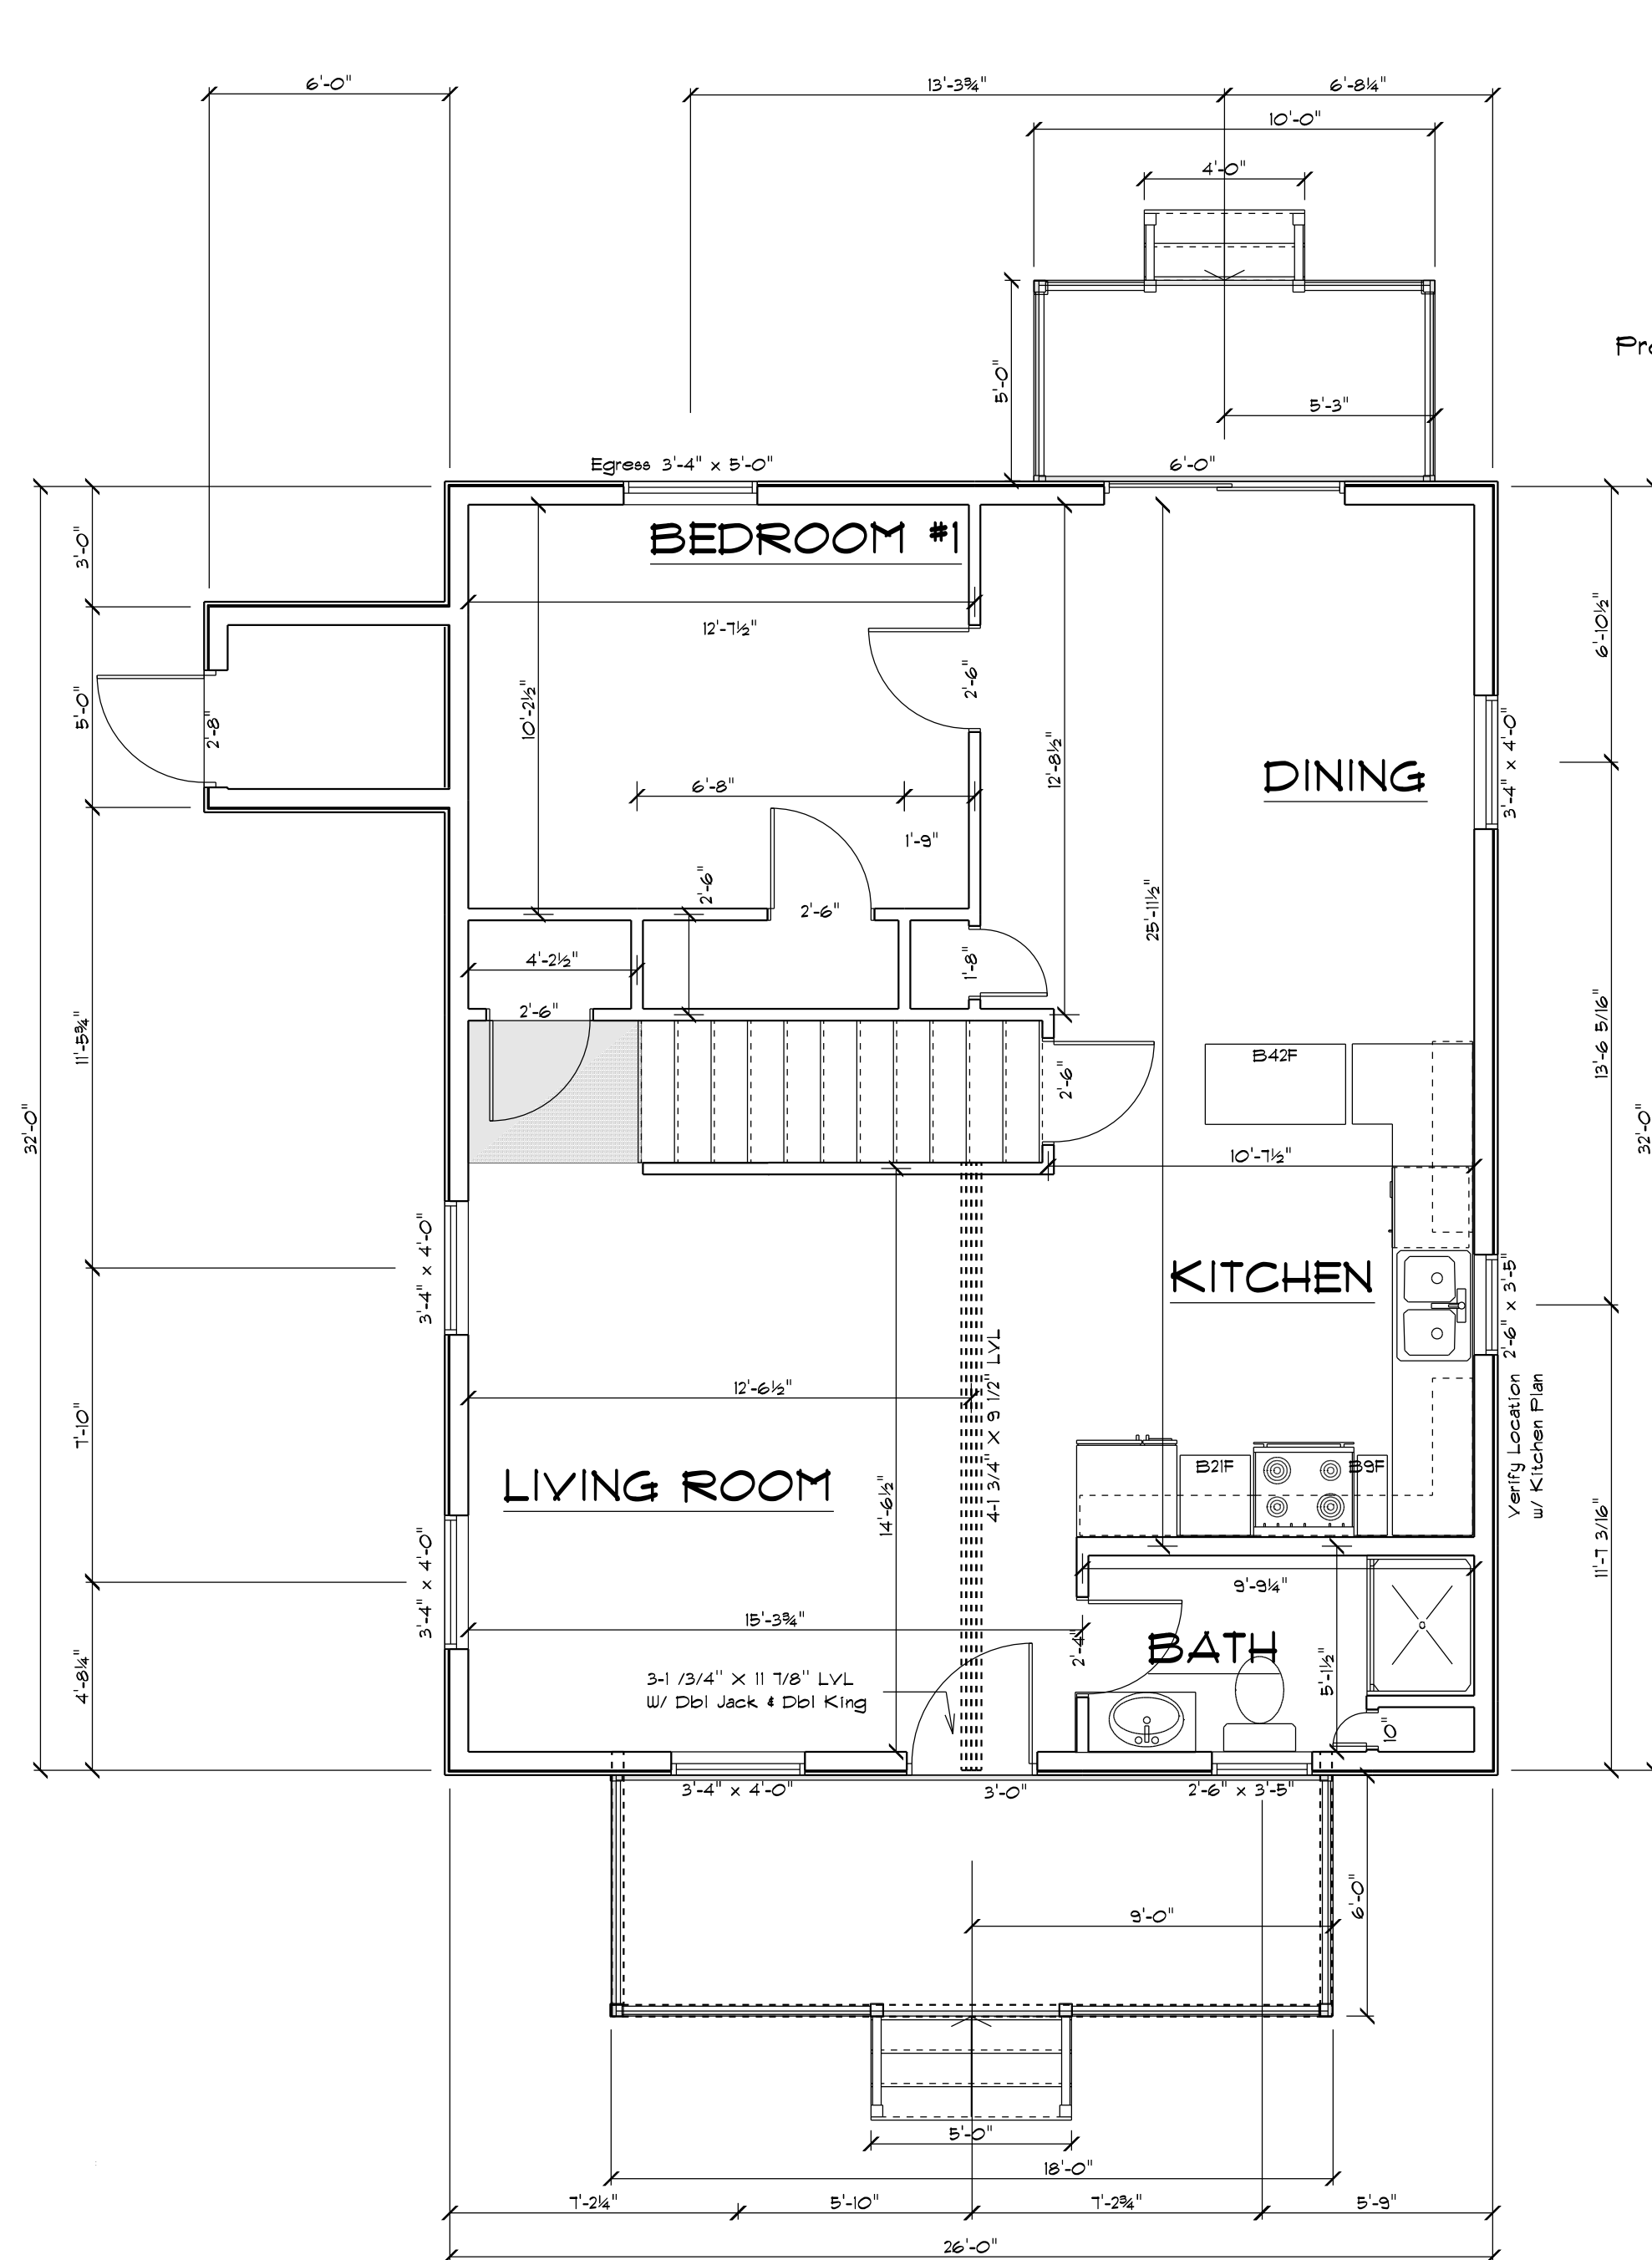 6'-0"
13'-3¾"
6'-8¼"
10'-0"
4'-0"
5'-0"
5'-3"
Egress 3'-4" x 5'-0"
6'-0"
BEDROOM #1
3'-0"
12'-7½"
2'-6"
6'-10½"
5'-0"
2'-8"
10'-2½"
12'-8½"
DINING
3'-4" x 4'-0"
6'-8"
1'-9"
2'-6"
2'-6"
25'-11½"
4'-2½"
1'-8"
2'-6"
11'-5¾"
32'-0"
2'-6"
B42F
13'-6 5/16"
32'-0"
10'-7½"
3'-4" x 4'-0"
KITCHEN
2'-6" x 3'-5"
Verify Location
w/ Kitchen Plan
12'-6½"
4-1 3/4" X 9 1/2" LVL
7'-10"
LIVING ROOM
14'-6½"
B21F
B9F
11'-7 3/16"
3'-4" x 4'-0"
9'-9¼"
15'-3¾"
2'-4"
BATH
5'-1½"
4'-8¼"
3-1 /3/4" X 11 7/8" LVL
W/ Dbl Jack & Dbl King
10"
3'-4" x 4'-0"
3'-0"
2'-6" x 3'-5"
9'-0"
6'-0"
5'-0"
18'-0"
7'-2¼"
5'-10"
7'-2¾"
5'-9"
26'-0"